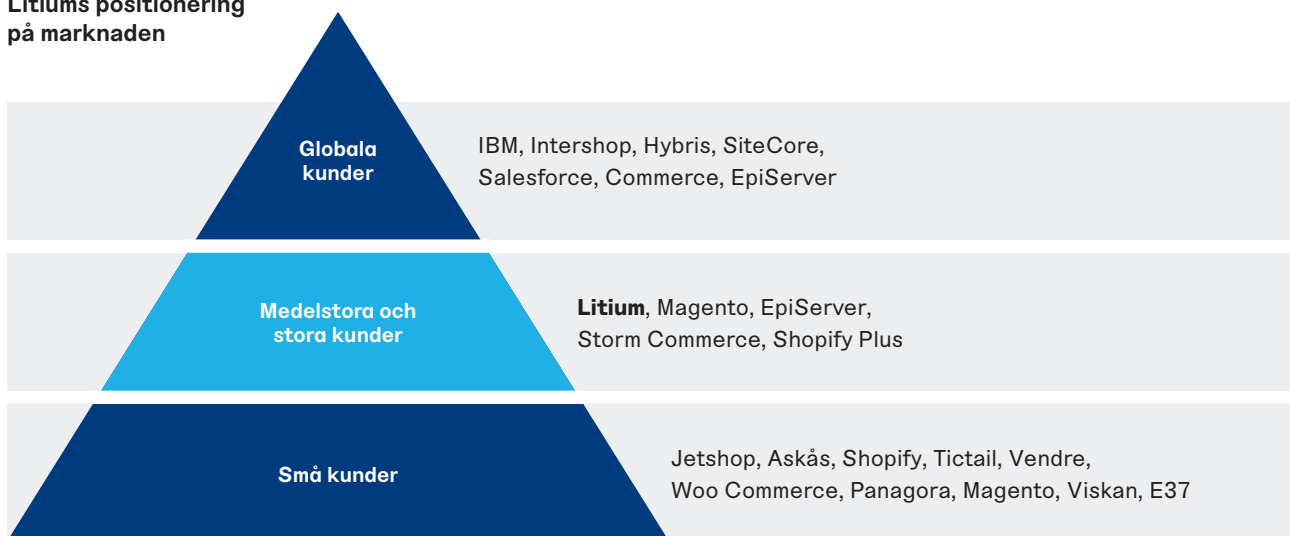 Litiums positionering
på marknaden
Globala
kunder
IBM, Intershop, Hybris, SiteCore,
Salesforce, Commerce, EpiServer
Medelstora och
stora kunder
Litium, Magento, EpiServer,
Storm Commerce, Shopify Plus
Små kunder
Jetshop, Askås, Shopify, Tictail, Vendre,
Woo Commerce, Panagora, Magento, Viskan, E37